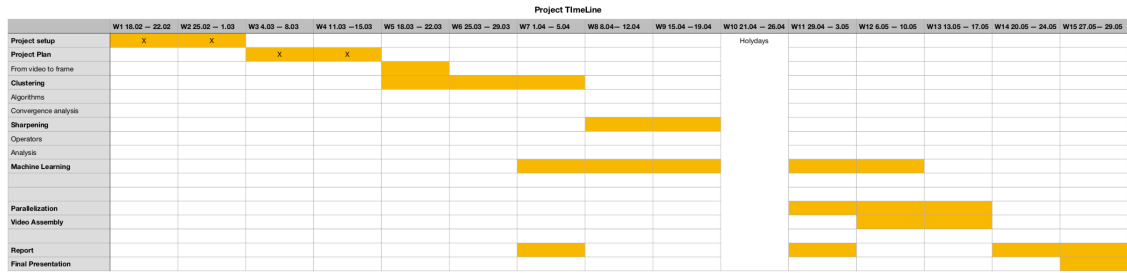 Project TImeLine
W1 18.02 — 22.02 W2 25.02 — 1.03 W3 4.03 — 8.03 W4 11.03 —15.03 W5 18.03 — 22.03 W6 25.03 — 29.03 W7 1.04 — 5.04 W8 8.04— 12.04 W9 15.04 —19.04 W10 21.04 — 26.04 W11 29.04 — 3.05 W12 6.05 — 10.05 W13 13.05 — 17.05 W14 20.05 — 24.05 W15 27.05— 29.05
Project setup X X Holydays
Project Plan X X
From video to frame
Clustering
Algorithms
Convergence analysis
Sharpening
Operators
Analysis
Machine Learning
Parallelization
Video Assembly
Report
Final Presentation